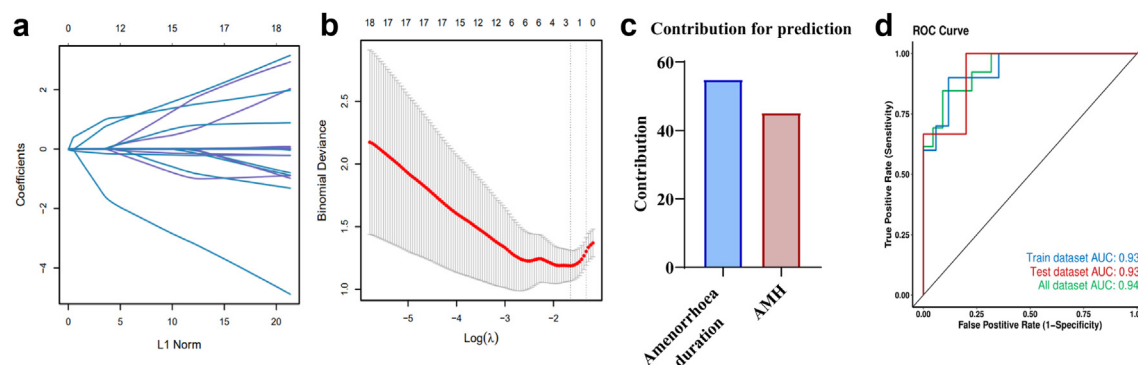 a
0 12 15 17 18
2
0
-2
-4
Coefficients
0 5 10 15 20
L1 Norm
b
18 17 17 17 17 15 12 6 6 6 4 3 1 0
2.5
2.0
1.5
1.0
Binomial Deviance
-5 -4 -3 -2
Log(λ)
c
Contribution for prediction
60
40
20
0
Contribution
Amenorrhoea
duration
AMH
d
ROC Curve
1.00
0.75
0.50
0.25
0.00
True Positive Rate (Sensitivity)
Train dataset AUC: 0.93
Test dataset AUC: 0.93
All dataset AUC: 0.94
0.00 0.25 0.50 0.75 1.0
False Positive Rate (1-Specificity)